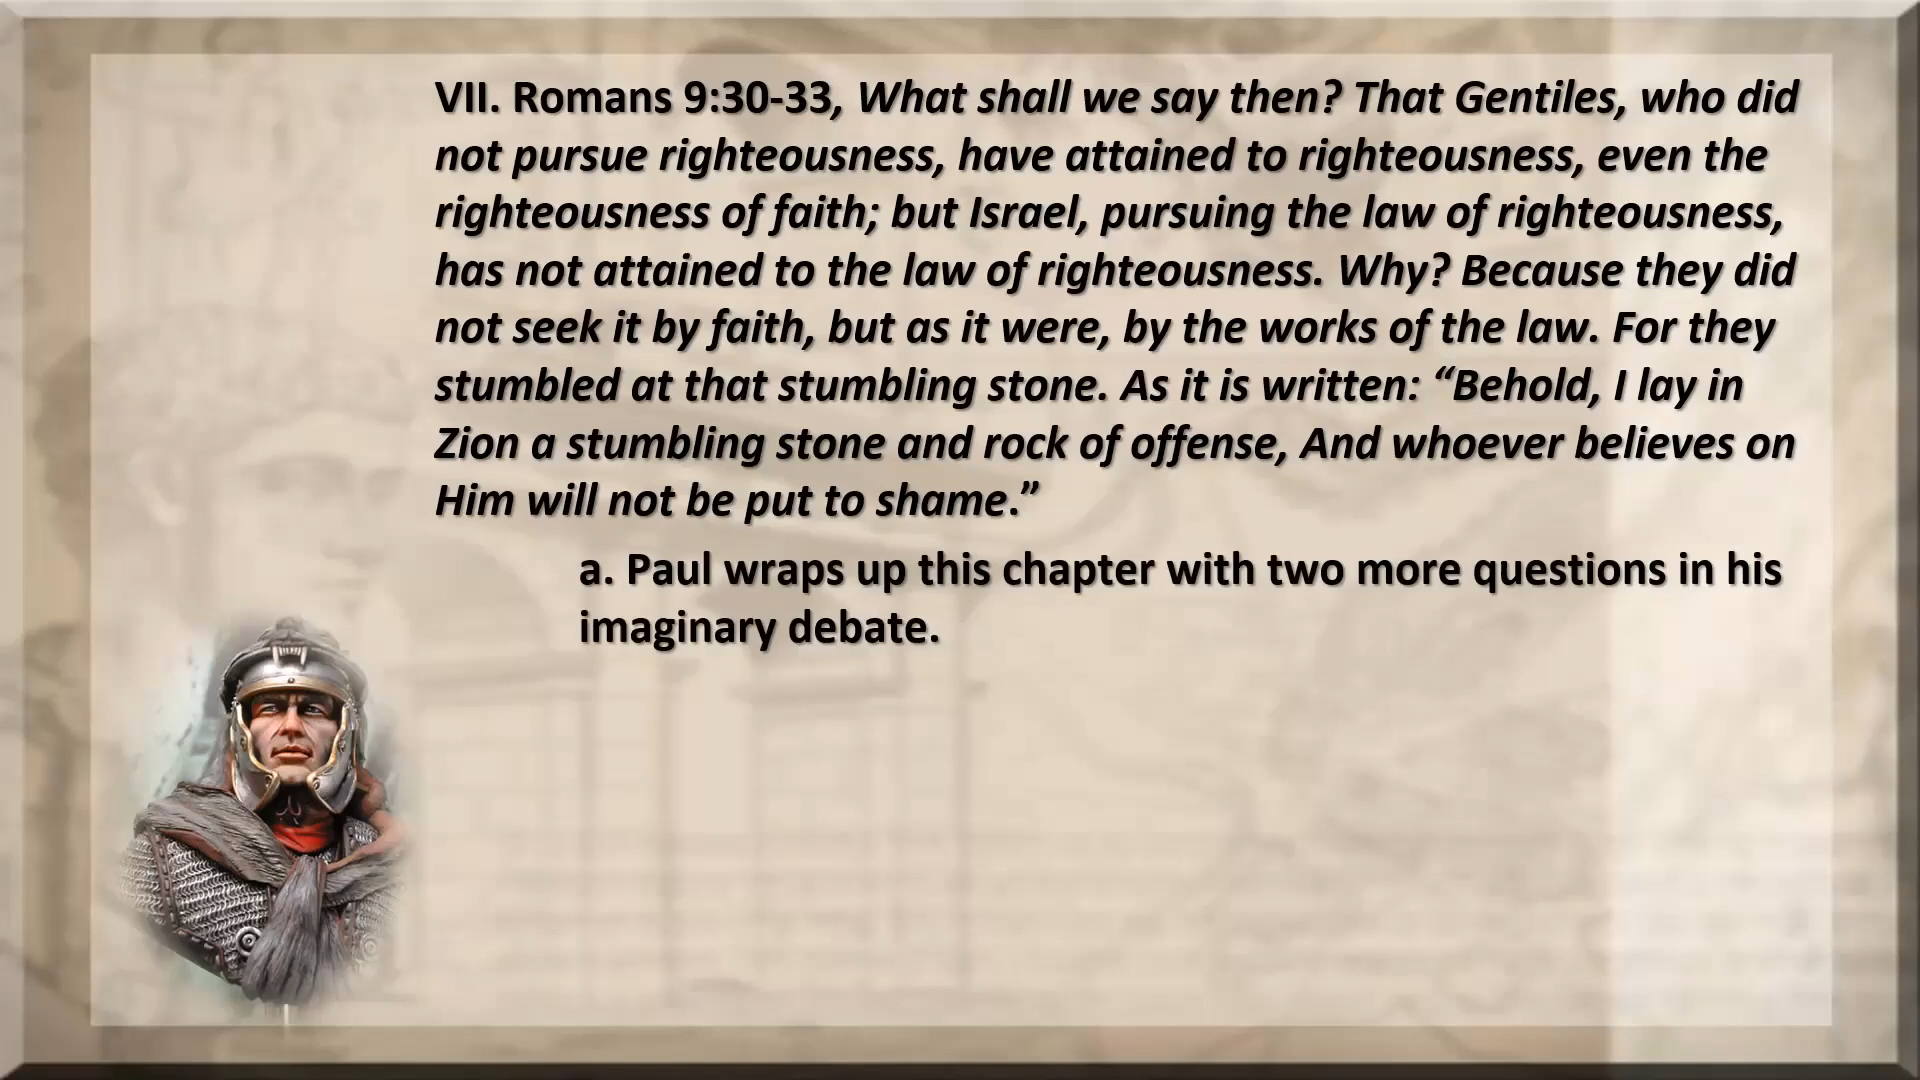 VII. Romans 9:30-33, What shall we say then? That Gentiles, who did
not pursue righteousness, have attained to righteousness, even the
righteousness of faith; but Israel, pursuing the law of righteousness,
has not attained to the law of righteousness. Why? Because they did
not seek it by faith, but as it were, by the works of the law. For they
stumbled at that stumbling stone. As it is written: “Behold, I lay in
Zion a stumbling stone and rock of offense, And whoever believes on
Him will not be put to shame.”
a. Paul wraps up this chapter with two more questions in his
imaginary debate.